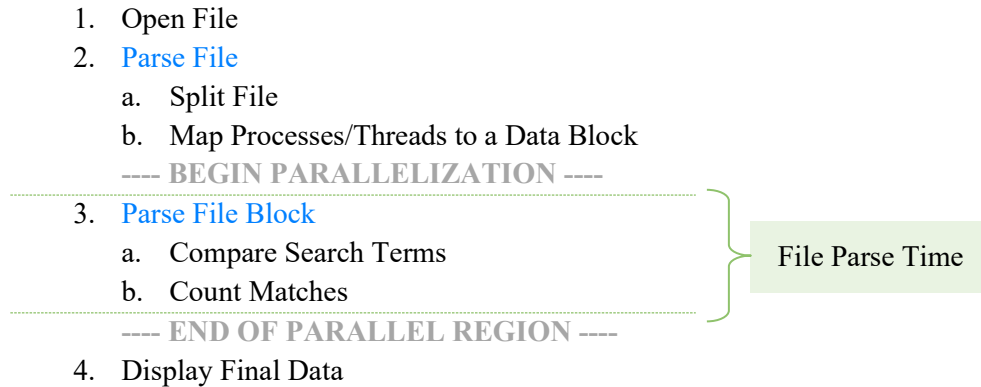 1. Open File
2. Parse File
a. Split File
b. Map Processes/Threads to a Data Block
---- BEGIN PARALLELIZATION ----
3. Parse File Block
a. Compare Search Terms
b. Count Matches
File Parse Time
---- END OF PARALLEL REGION ----
4. Display Final Data